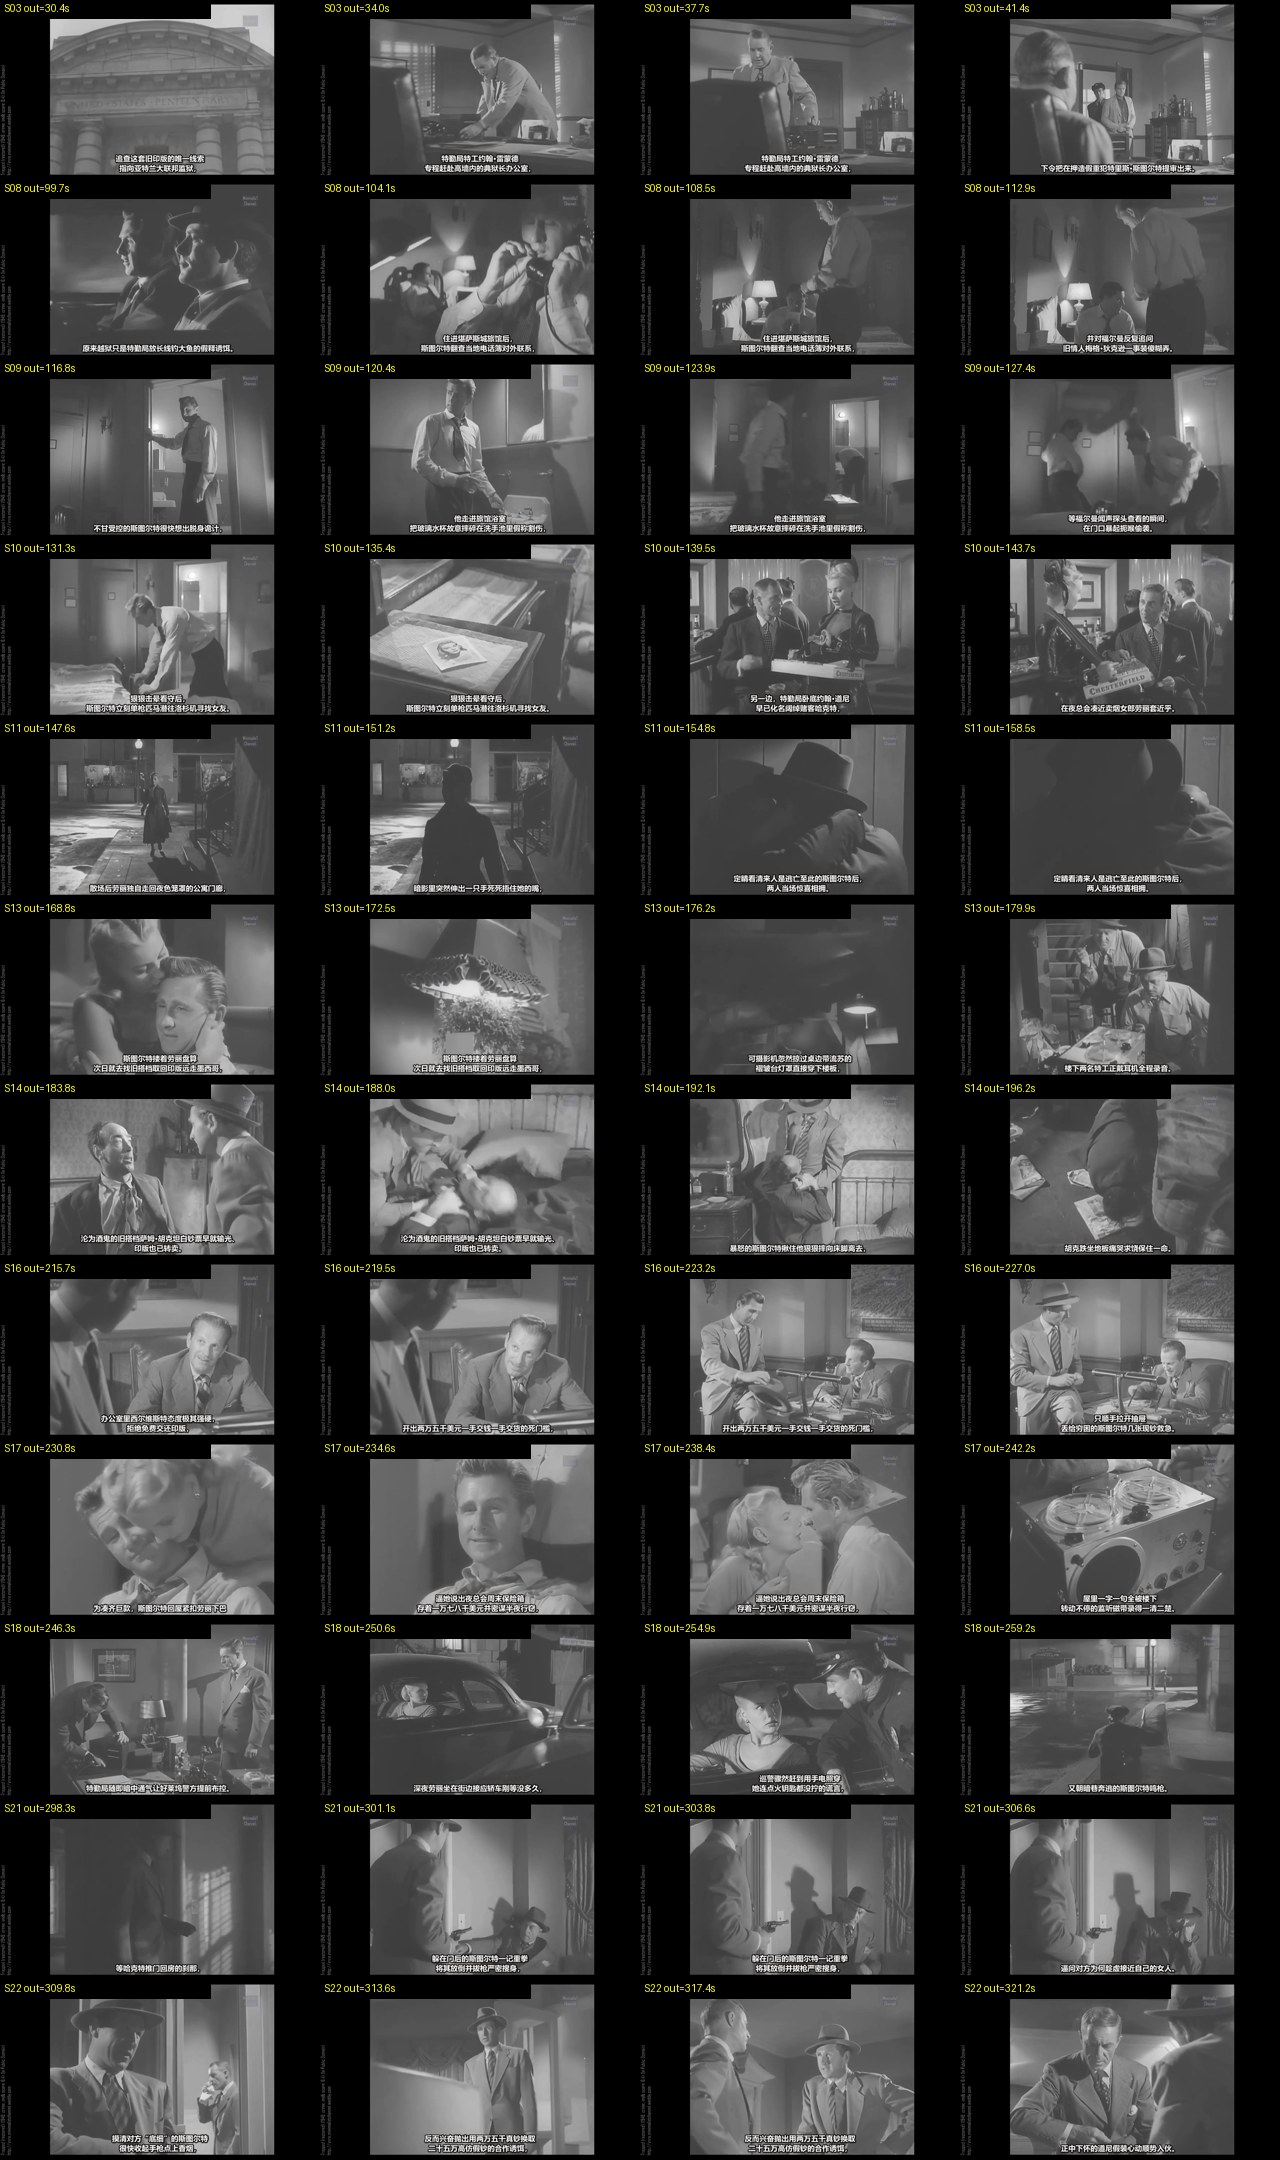 S03 out=30.4s
S03 out=34.0s
S03 out=37.7s
S03 out=41.4s
追查这套旧印版的唯一线索
指向亚特兰大联邦监狱。
特勤局特工约翰·雷蒙德
专程赶赴高墙内的典狱长办公室，
特勤局特工约翰·雷蒙德
专程赶赴高墙内的典狱长办公室，
下令把在押造假重犯特里斯·斯图尔特提审出来。
S08 out=99.7s
S08 out=104.1s
S08 out=108.5s
S08 out=112.9s
原来越狱只是特勤局放长线钓大鱼的假释诱饵。
住进堪萨斯城旅馆后，
斯图尔特翻查当地电话簿对外联系，
住进堪萨斯城旅馆后，
斯图尔特翻查当地电话簿对外联系，
并对福尔曼反复追问
旧情人梅格·狄克逊一事装傻糊弄。
S09 out=116.8s
S09 out=120.4s
S09 out=123.9s
S09 out=127.4s
不甘受控的斯图尔特很快想出脱身诡计，
他走进旅馆浴室
把玻璃水杯故意摔碎在洗手池里假称割伤，
他走进旅馆浴室
把玻璃水杯故意摔碎在洗手池里假称割伤，
等福尔曼闻声探头查看的瞬间，
在门口暴起扼喉偷袭。
S10 out=131.3s
S10 out=135.4s
S10 out=139.5s
S10 out=143.7s
狠狠击晕看守后，
斯图尔特立刻单枪匹马潜往洛杉矶寻找女友。
狠狠击晕看守后，
斯图尔特立刻单枪匹马潜往洛杉矶寻找女友。
另一边，特勤局卧底约翰·道尼
早已化名阔绰赌客哈克特，
CHESTERFIELD
在夜总会凑近卖烟女郎劳丽套近乎。
S11 out=147.6s
S11 out=151.2s
S11 out=154.8s
S11 out=158.5s
散场后劳丽独自走回夜色笼罩的公寓门廊，
暗影里突然伸出一只手死死捂住她的嘴，
定睛看清来人是逃亡至此的斯图尔特后，
两人当场惊喜相拥。
定睛看清来人是逃亡至此的斯图尔特后，
两人当场惊喜相拥。
S13 out=168.8s
S13 out=172.5s
S13 out=176.2s
S13 out=179.9s
斯图尔特搂着劳丽盘算
次日就去找旧搭档取回印版远走墨西哥，
斯图尔特搂着劳丽盘算
次日就去找旧搭档取回印版远走墨西哥，
可摄影机忽然掠过桌边带流苏的
褶皱台灯罩直接穿下楼板，
楼下两名特工正戴耳机全程录音。
S14 out=183.8s
S14 out=188.0s
S14 out=192.1s
S14 out=196.2s
沦为酒鬼的旧搭档萨姆·胡克坦白钞票早就输光，
印版也已转卖，
沦为酒鬼的旧搭档萨姆·胡克坦白钞票早就输光，
印版也已转卖，
暴怒的斯图尔特揪住他狠狠摔向床脚离去，
胡克跌坐地板痛哭求饶保住一命。
S16 out=215.7s
S16 out=219.5s
S16 out=223.2s
S16 out=227.0s
办公室里西尔维斯特态度极其强硬，
拒绝免费交还印版，
开出两万五千美元一手交钱一手交货的死门槛，
开出两万五千美元一手交钱一手交货的死门槛，
只顺手拉开抽屉
丢给穷困的斯图尔特几张现钞救急。
S17 out=230.8s
S17 out=234.6s
S17 out=238.4s
S17 out=242.2s
为凑齐巨款，斯图尔特回屋紧扣劳丽下巴
逼她说出夜总会周末保险箱
存着一万七八千美元并密谋半夜行窃，
逼她说出夜总会周末保险箱
存着一万七八千美元并密谋半夜行窃，
屋里一字一句全被楼下
转动不停的监听磁带录得一清二楚。
S18 out=246.3s
S18 out=250.6s
S18 out=254.9s
S18 out=259.2s
特勤局随即暗中通气让好莱坞警方提前布控。
深夜劳丽坐在街边接应轿车刚等没多久，
巡警骤然赶到用手电照穿
她连点火钥匙都没拧的谎言，
又朝暗巷奔逃的斯图尔特鸣枪。
S21 out=298.3s
S21 out=301.1s
S21 out=303.8s
S21 out=306.6s
等哈克特推门回房的刹那，
躲在门后的斯图尔特一记重拳
将其放倒并拔枪严密搜身，
躲在门后的斯图尔特一记重拳
将其放倒并拔枪严密搜身，
逼问对方为何趁虚接近自己的女人。
S22 out=309.8s
S22 out=313.6s
S22 out=317.4s
S22 out=321.2s
摸清对方“底细”的斯图尔特
很快收起手枪点上香烟，
反而兴奋抛出用两万五千真钞换取
二十五万高仿假钞的合作诱饵，
反而兴奋抛出用两万五千真钞换取
二十五万高仿假钞的合作诱饵，
正中下怀的道尼假装心动顺势入伙。